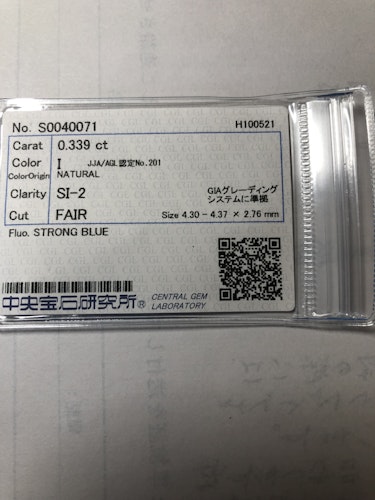 No. S0040071 H100521
Carat 0.339 ct
Color I JJA/AGL認定No.201
ColorOrigin NATURAL
Clarity SI-2 GIAグレーディング
システムに準拠
Cut FAIR Size 4.30 - 4.37 × 2.76 mm
Fluo. STRONG BLUE
中央宝石研究所® CENTRAL GEM
LABORATORY